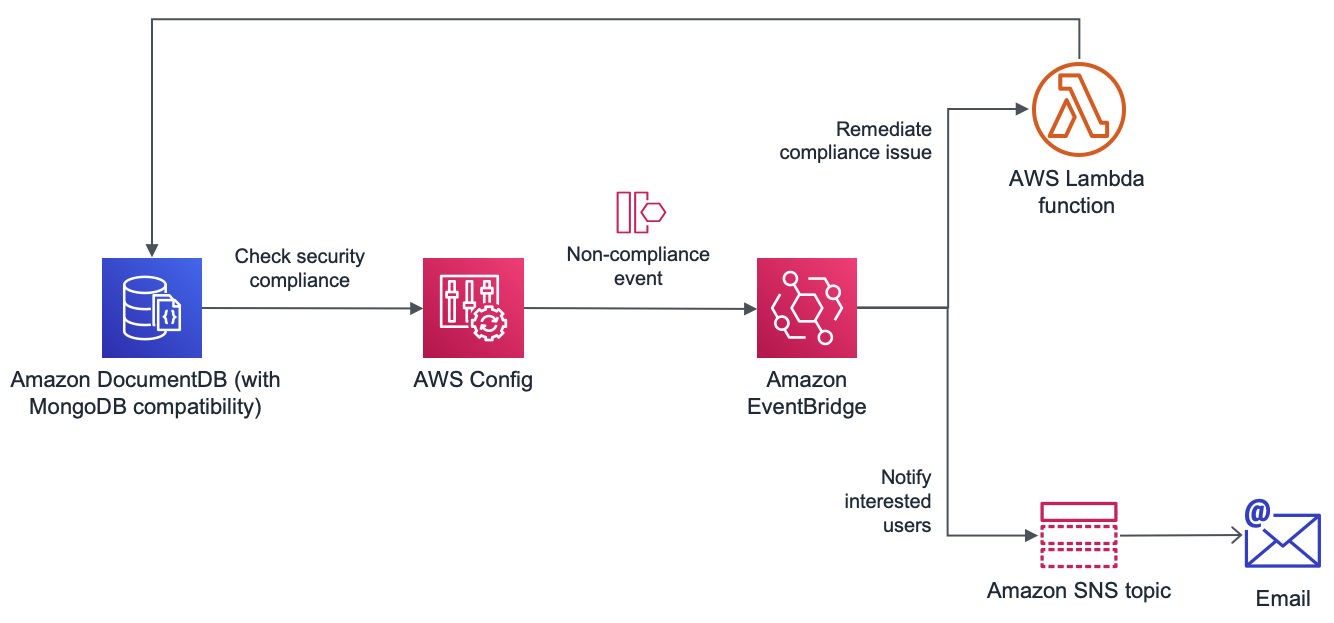 Remediate
compliance issue
AWS Lambda
function
Check security
compliance
Non-compliance
event
Amazon DocumentDB (with
MongoDB compatibility)
AWS Config
Amazon
EventBridge
Notify
interested
users
Amazon SNS topic
@
Email